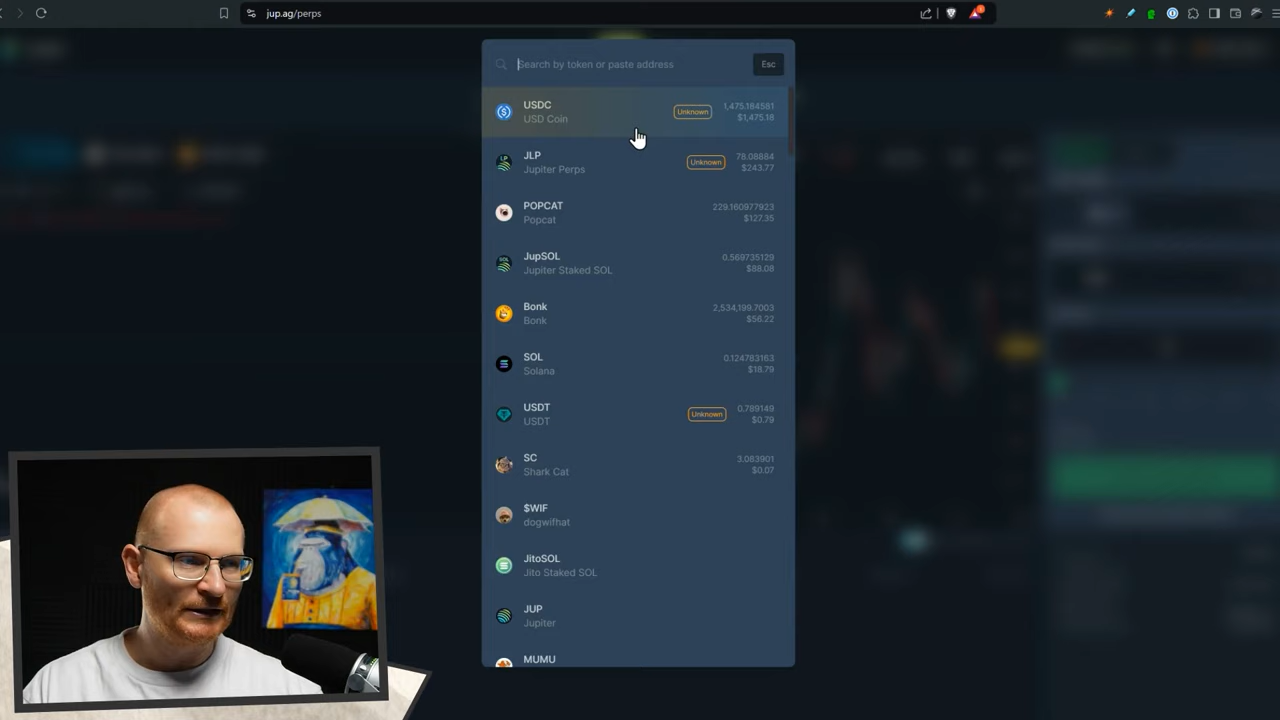 jup.ag/perps
Search by token or paste address
Esc
USDC
USD Coin
Unknown
1,475.184581
$1,475.18
JLP
Jupiter Perps
Unknown
78.08884
$243.77
POPCAT
Popcat
229.160977923
$127.35
JupSOL
Jupiter Staked SOL
0.569735129
$88.08
Bonk
Bonk
2,534,199.7003
$56.22
SOL
Solana
0.124783163
$18.79
USDT
USDT
Unknown
0.789149
$0.79
SC
Shark Cat
3.083901
$0.07
$WIF
dogwifhat
JitoSOL
Jito Staked SOL
JUP
Jupiter
MUMU